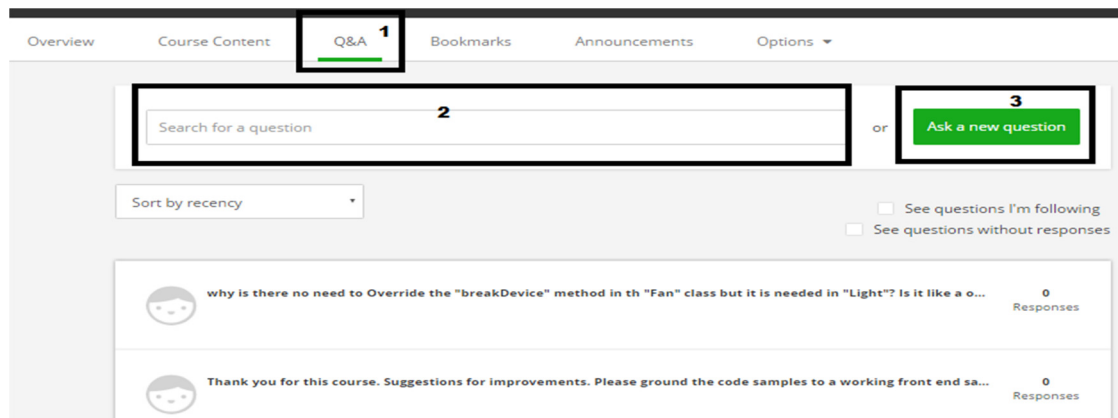 Overview Course Content Q&A 1 Bookmarks Announcements Options
2
3
Search for a question or Ask a new question
Sort by recency
See questions I'm following
See questions without responses
why is there no need to Override the "breakDevice" method in th "Fan" class but it is needed in "Light"? Is it like a o... 0
Responses
Thank you for this course. Suggestions for improvements. Please ground the code samples to a working front end sa... 0
Responses